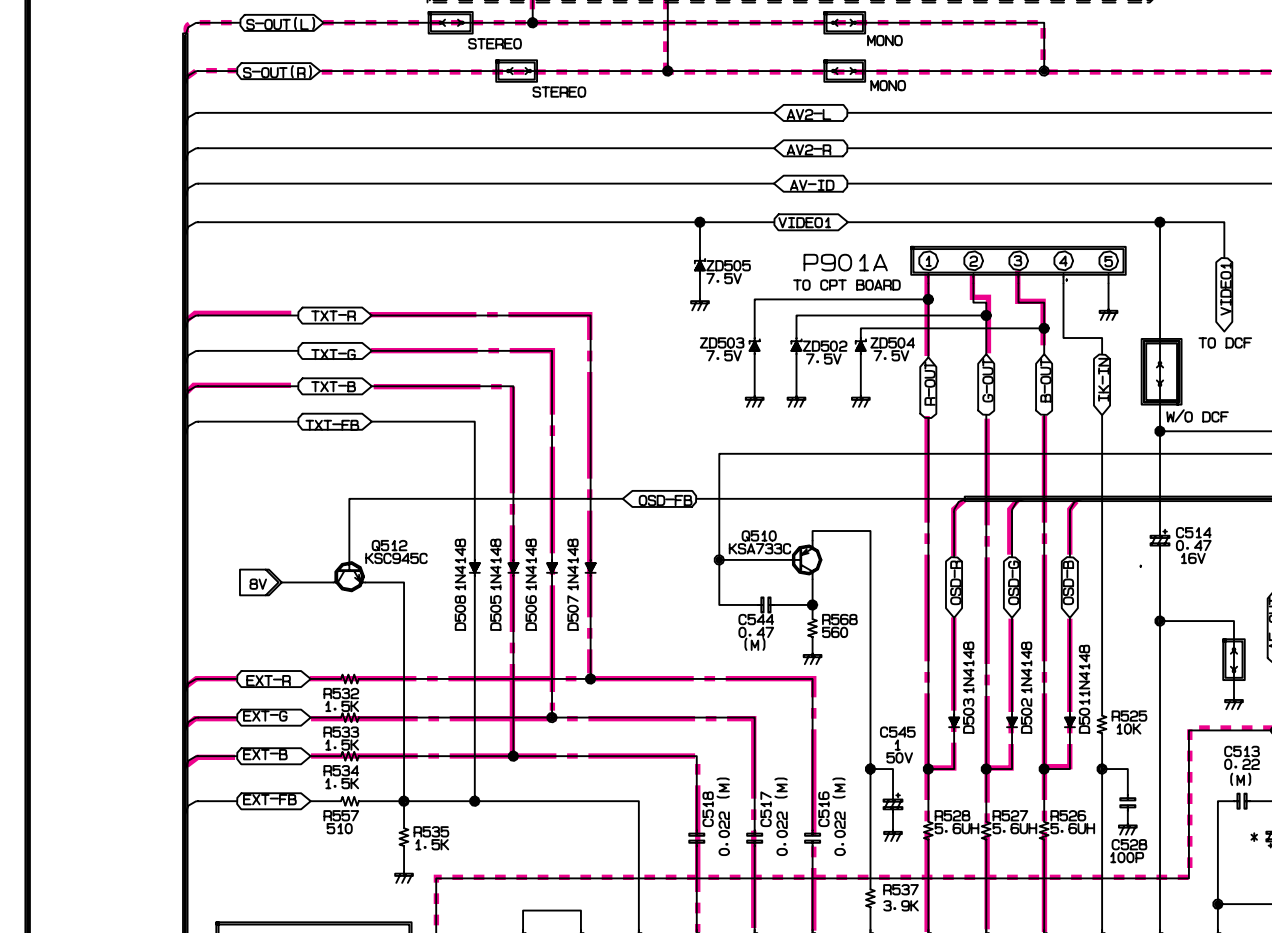 S-OUT(L)
STEREO
MONO
S-OUT(R)
STEREO
MONO
AV2-L
AV2-R
AV-ID
VIDEO1
P901A
TO CPT BOARD
1 2 3 4 5
ZD505
7.5V
VIDEO1
TO DCF
TXT-R
TXT-G
TXT-B
TXT-FB
ZD503
7.5V
ZD502
7.5V
ZD504
7.5V
R-OUT
G-OUT
B-OUT
IK-IN
W/O DCF
OSD-FB
Q512
KSC945C
8V
D508 1N4148
D505 1N4148
D506 1N4148
D507 1N4148
Q510
KSA733C
C544
0.47
(M)
R568
560
OSD-R
OSD-G
OSD-B
C514
0.47
16V
D503 1N4148
D502 1N4148
D501 1N4148
R525
10K
EXT-R
R532
1.5K
EXT-G
R533
1.5K
EXT-B
R534
1.5K
EXT-FB
R557
510
R535
1.5K
C518
0.022 (M)
C517
0.022 (M)
C516
0.022 (M)
C545
1
50V
R528
5.6UH
R527
5.6UH
R526
5.6UH
C528
100P
C513
0.22
(M)
*
R537
3.9K